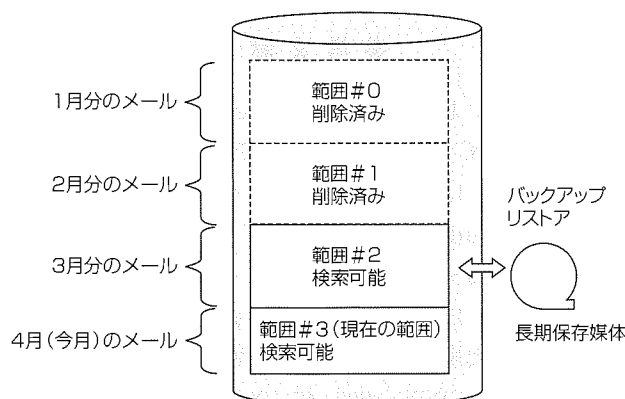 1月分のメール
範囲#0
削除済み
2月分のメール
範囲#1
削除済み
3月分のメール
範囲#2
検索可能
4月(今月)のメール
範囲#3(現在の範囲)
検索可能
バックアップ
リストア
長期保存媒体